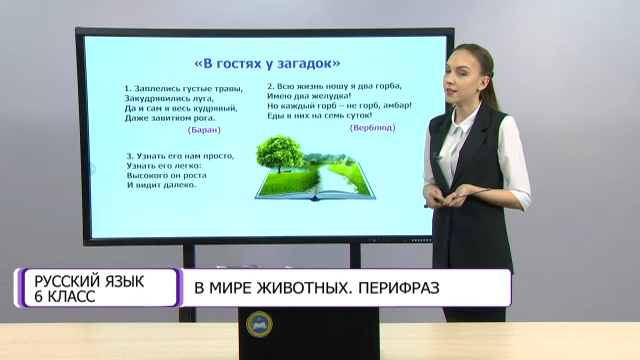 «В гостях у загадок»
1. Заплелись густые травы,
Закудрявились луга,
Да и сам я весь кудрявый,
Даже завитком рога.
(Баран)
2. Всю жизнь ношу я два горба,
Имею два желудка!
Но каждый горб – не горб, амбар!
Еды в них на семь суток!
(Верблюд)
3. Узнать его нам просто,
Узнать его легко:
Высокого он роста
И видит далеко.
РУССКИЙ ЯЗЫК
6 КЛАСС
В МИРЕ ЖИВОТНЫХ. ПЕРИФРАЗ